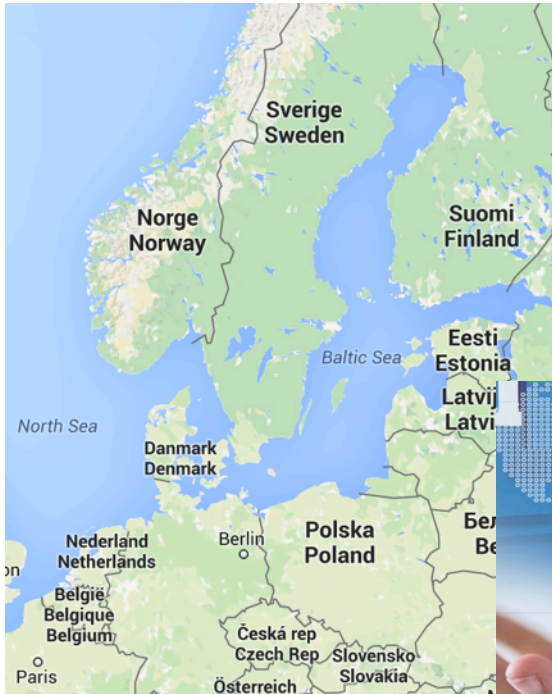 Sverige
Sweden
Norge
Norway
Suomi
Finland
Eesti
Estonia
Baltic Sea
Latvij
Latvi
North Sea
Danmark
Denmark
Nederland
Netherlands
Berlin
Polska
Poland
Бел
Be
on
België
Belgique
Belgium
Česká rep
Czech Rep
Slovensko
Slovakia
Paris
Österreich